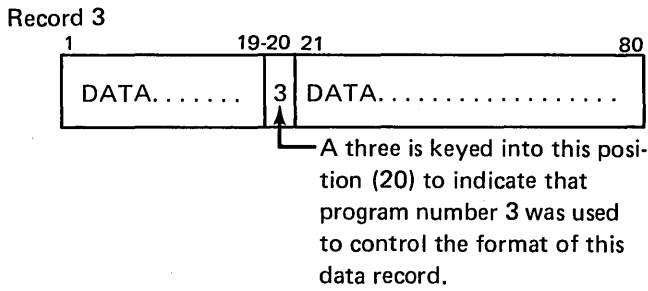 Record 3
1 19-20 21 80
DATA....... 3 DATA..................
A three is keyed into this posi-
tion (20) to indicate that
program number 3 was used
to control the format of this
data record.